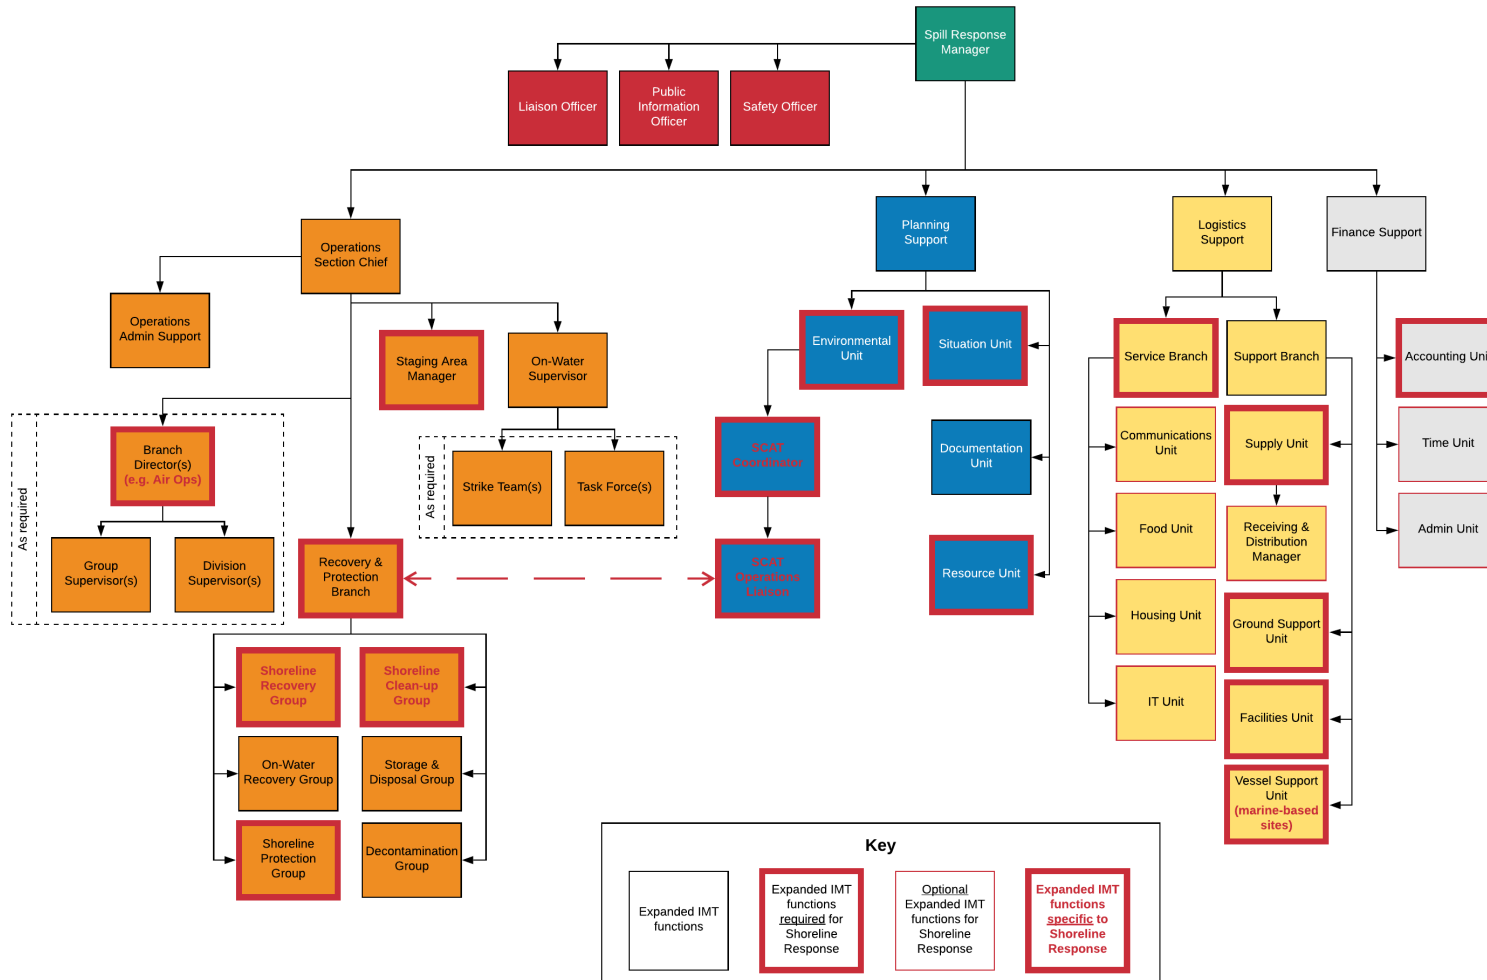 Spill Response
Manager
Liaison Officer
Public
Information
Officer
Safety Officer
Operations
Section Chief
Planning
Support
Logistics
Support
Finance Support
Operations
Admin Support
Staging Area
Manager
On-Water
Supervisor
Environmental
Unit
Situation Unit
Service Branch
Support Branch
Accounting Uni
As required
Branch
Director(s)
(e.g. Air Ops)
Group
Supervisor(s)
Division
Supervisor(s)
As required
Strike Team(s)
Task Force(s)
SCAT
Coordinator
Documentation
Unit
Communications
Unit
Supply Unit
Time Unit
Recovery &
Protection
Branch
SCAT
Operations
Liaison
Resource Unit
Food Unit
Receiving &
Distribution
Manager
Admin Unit
Housing Unit
Ground Support
Unit
Shoreline
Recovery
Group
Shoreline
Clean-up
Group
IT Unit
Facilities Unit
On-Water
Recovery Group
Storage &
Disposal Group
Vessel Support
Unit
(marine-based
sites)
Shoreline
Protection
Group
Decontamination
Group
Key
Expanded IMT
functions
Expanded IMT
functions
required for
Shoreline
Response
Optional
Expanded IMT
functions for
Shoreline
Response
Expanded IMT
functions
specific to
Shoreline
Response